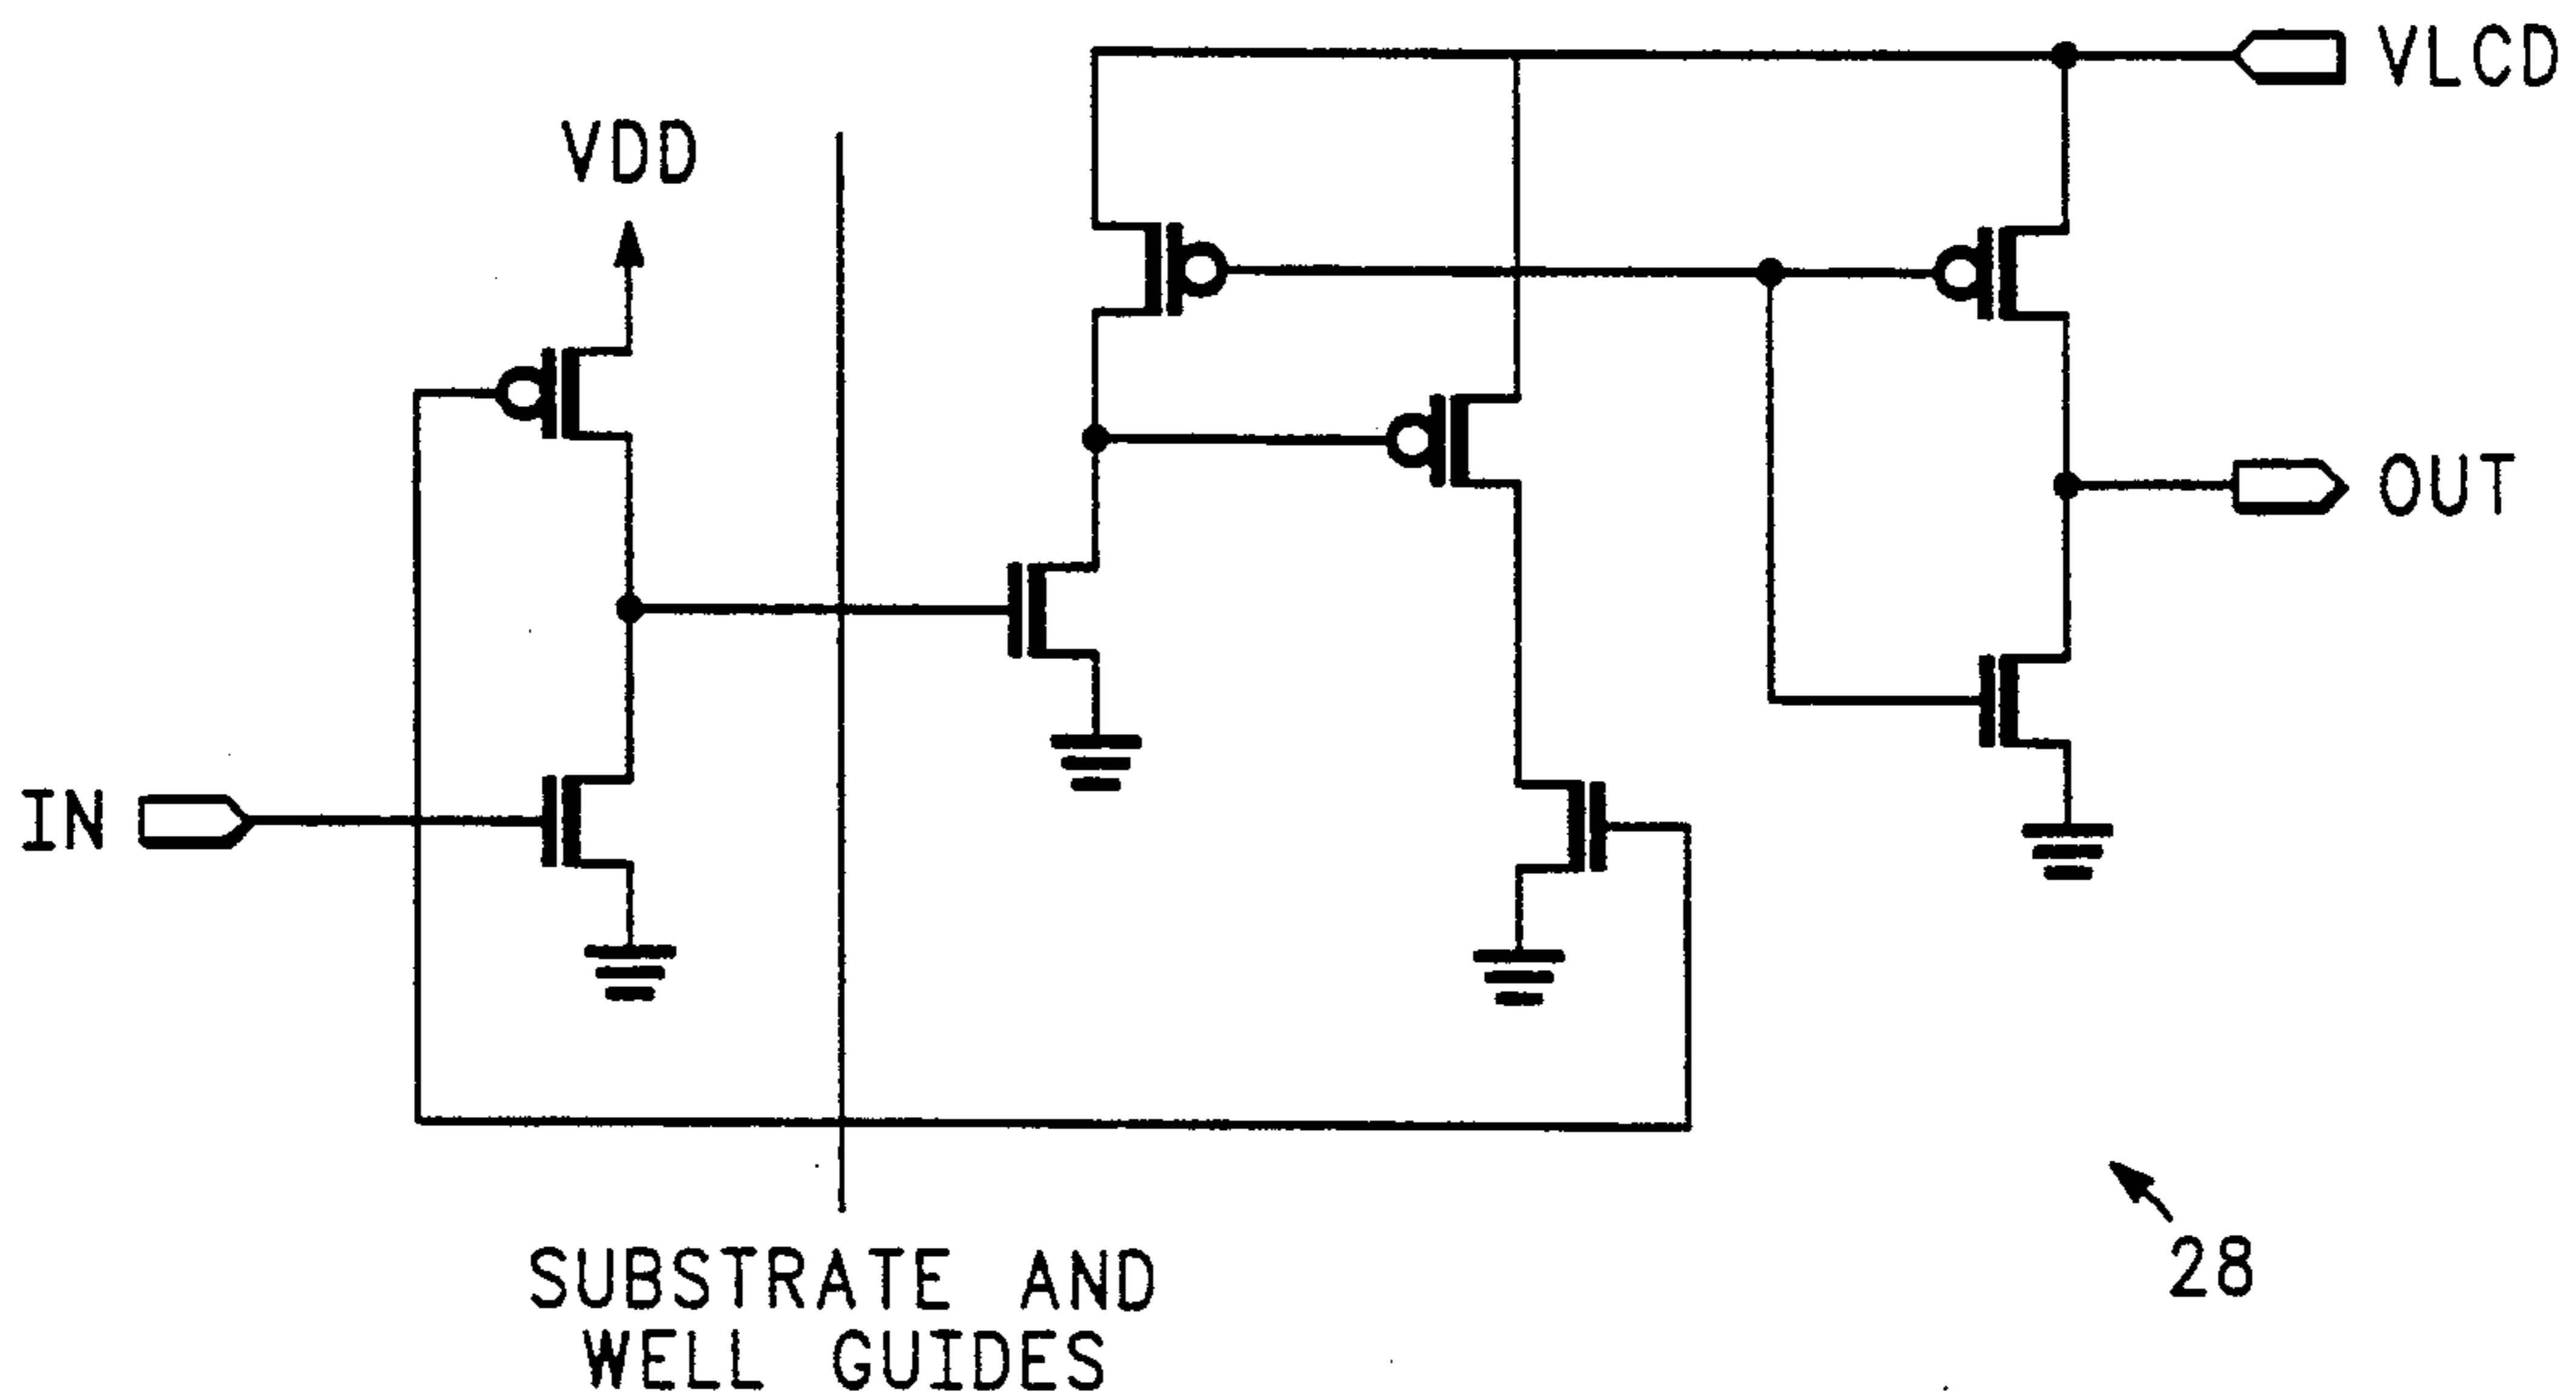 VLCD
VDD
OUT
IN
SUBSTRATE AND
WELL GUIDES
28